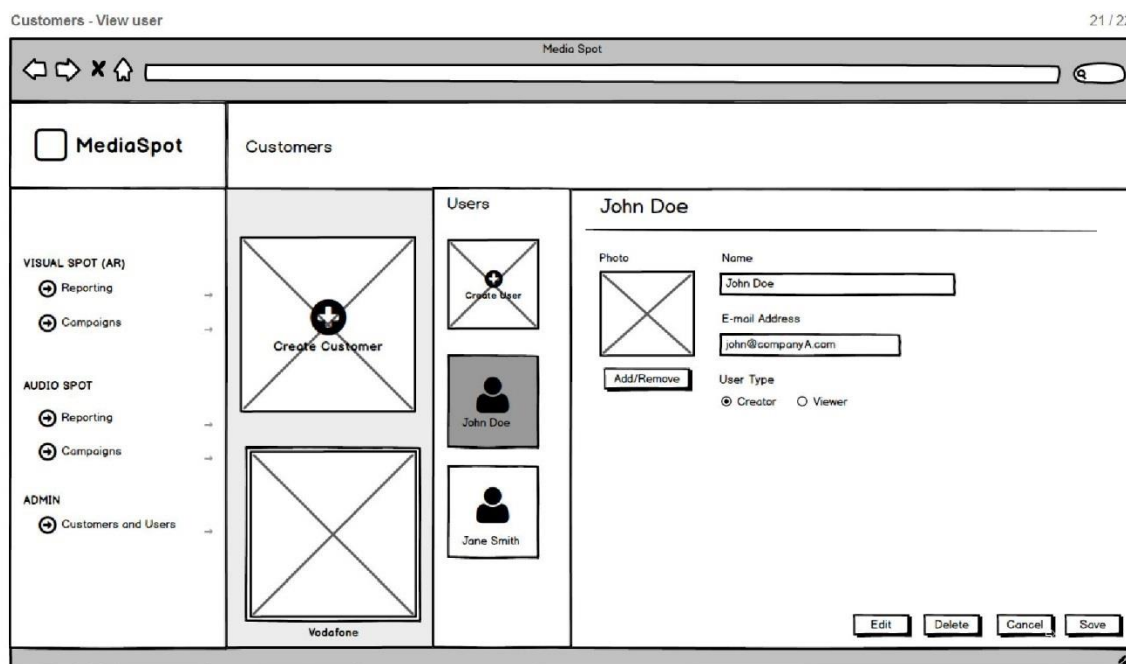 Customers - View user
21 / 22
Media Spot
MediaSpot
Customers
VISUAL SPOT (AR)
Reporting
Campaigns
AUDIO SPOT
Reporting
Campaigns
ADMIN
Customers and Users
Create Customer
Vodafone
Users
Create User
John Doe
Jane Smith
John Doe
Photo
Add/Remove
Name
John Doe
E-mail Address
john@companyA.com
User Type
Creator
Viewer
Edit
Delete
Cancel
Save